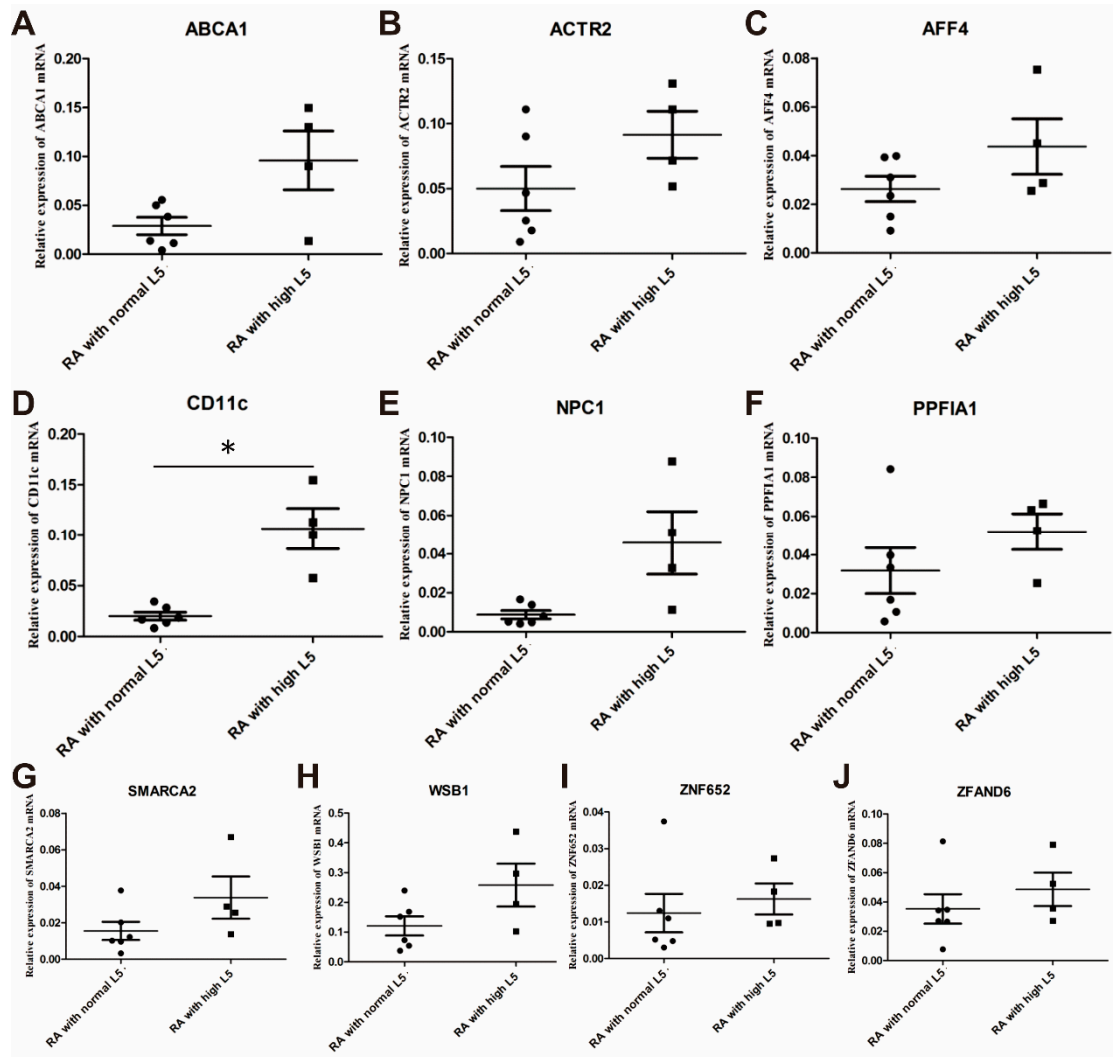 A
ABCA1
Relative expression of ABCA1 mRNA
0.20
0.15
0.10
0.05
0.00
RA with normal L5
RA with high L5
B
ACTR2
Relative expression of ACTR2 mRNA
0.15
0.10
0.05
0.00
RA with normal L5
RA with high L5
C
AFF4
Relative expression of AFF4 mRNA
0.08
0.06
0.04
0.02
0.00
RA with normal L5
RA with high L5
D
CD11c
Relative expression of CD11c mRNA
0.20
0.15
0.10
0.05
0.00
*
RA with normal L5
RA with high L5
E
NPC1
Relative expression of NPC1 mRNA
0.10
0.08
0.06
0.04
0.02
0.00
RA with normal L5
RA with high L5
F
PPFIA1
Relative expression of PPFIA1 mRNA
0.10
0.08
0.06
0.04
0.02
0.00
RA with normal L5
RA with high L5
G
SMARCA2
Relative expression of SMARCA2 mRNA
0.08
0.06
0.04
0.02
0.00
RA with normal L5
RA with high L5
H
WSB1
Relative expression of WSB1 mRNA
0.5
0.4
0.3
0.2
0.1
0.0
RA with normal L5
RA with high L5
I
ZNF652
Relative expression of ZNF652 mRNA
0.04
0.03
0.02
0.01
0.00
RA with normal L5
RA with high L5
J
ZFAND6
Relative expression of ZFAND6 mRNA
0.10
0.08
0.06
0.04
0.02
0.00
RA with normal L5
RA with high L5